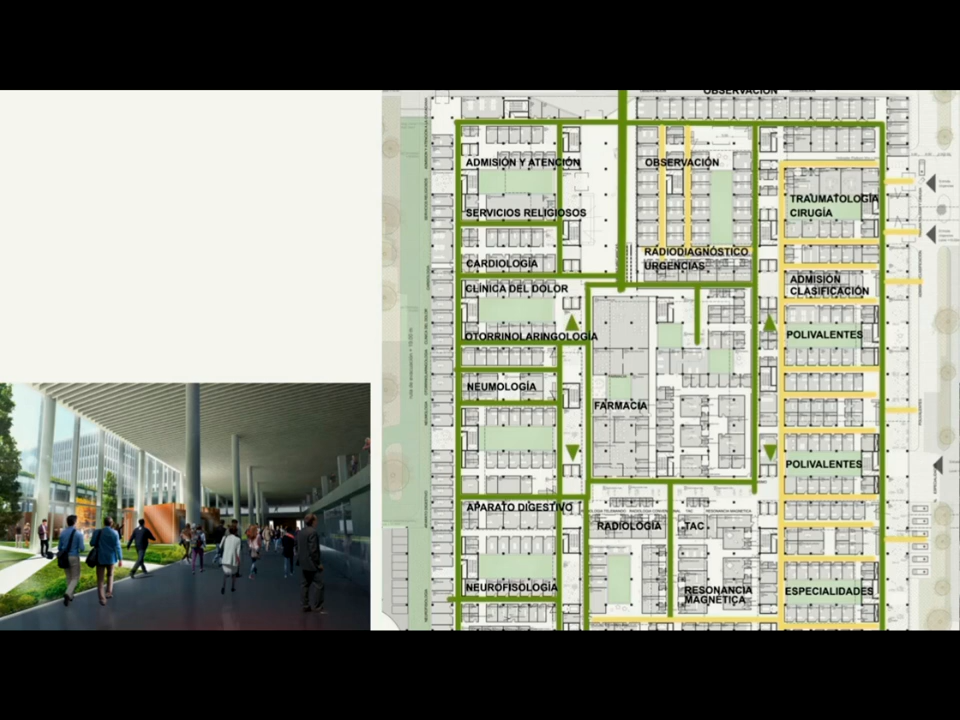 OBSERVACIÓN
ADMISIÓN Y ATENCIÓN
OBSERVACIÓN
TRAUMATOLOGÍA
CIRUGÍA
SERVICIOS RELIGIOSOS
RADIODIAGNÓSTICO
URGENCIAS
CARDIOLOGÍA
ADMISIÓN
CLASIFICACIÓN
CLÍNICA DEL DOLOR
OTORRINOLARINGOLOGÍA
POLIVALENTES
NEUMOLOGÍA
FARMACIA
POLIVALENTES
APARATO DIGESTIVO
RADIOLOGÍA
TAC
NEUROFISOLOGÍA
RESONANCIA
MAGNÉTICA
ESPECIALIDADES